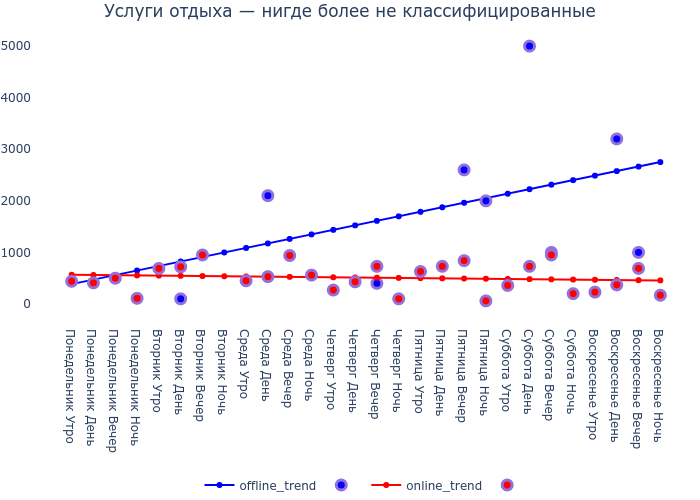 Услуги отдыха — нигде более не классифицированные
5000
4000
3000
2000
1000
0
Понедельник Утро
Понедельник День
Понедельник Вечер
Понедельник Ночь
Вторник Утро
Вторник День
Вторник Вечер
Вторник Ночь
Среда Утро
Среда День
Среда Вечер
Среда Ночь
Четверг Утро
Четверг День
Четверг Вечер
Четверг Ночь
Пятница Утро
Пятница День
Пятница Вечер
Пятница Ночь
Суббота Утро
Суббота День
Суббота Вечер
Суббота Ночь
Воскресенье Утро
Воскресенье День
Воскресенье Вечер
Воскресенье Ночь
offline_trend online_trend